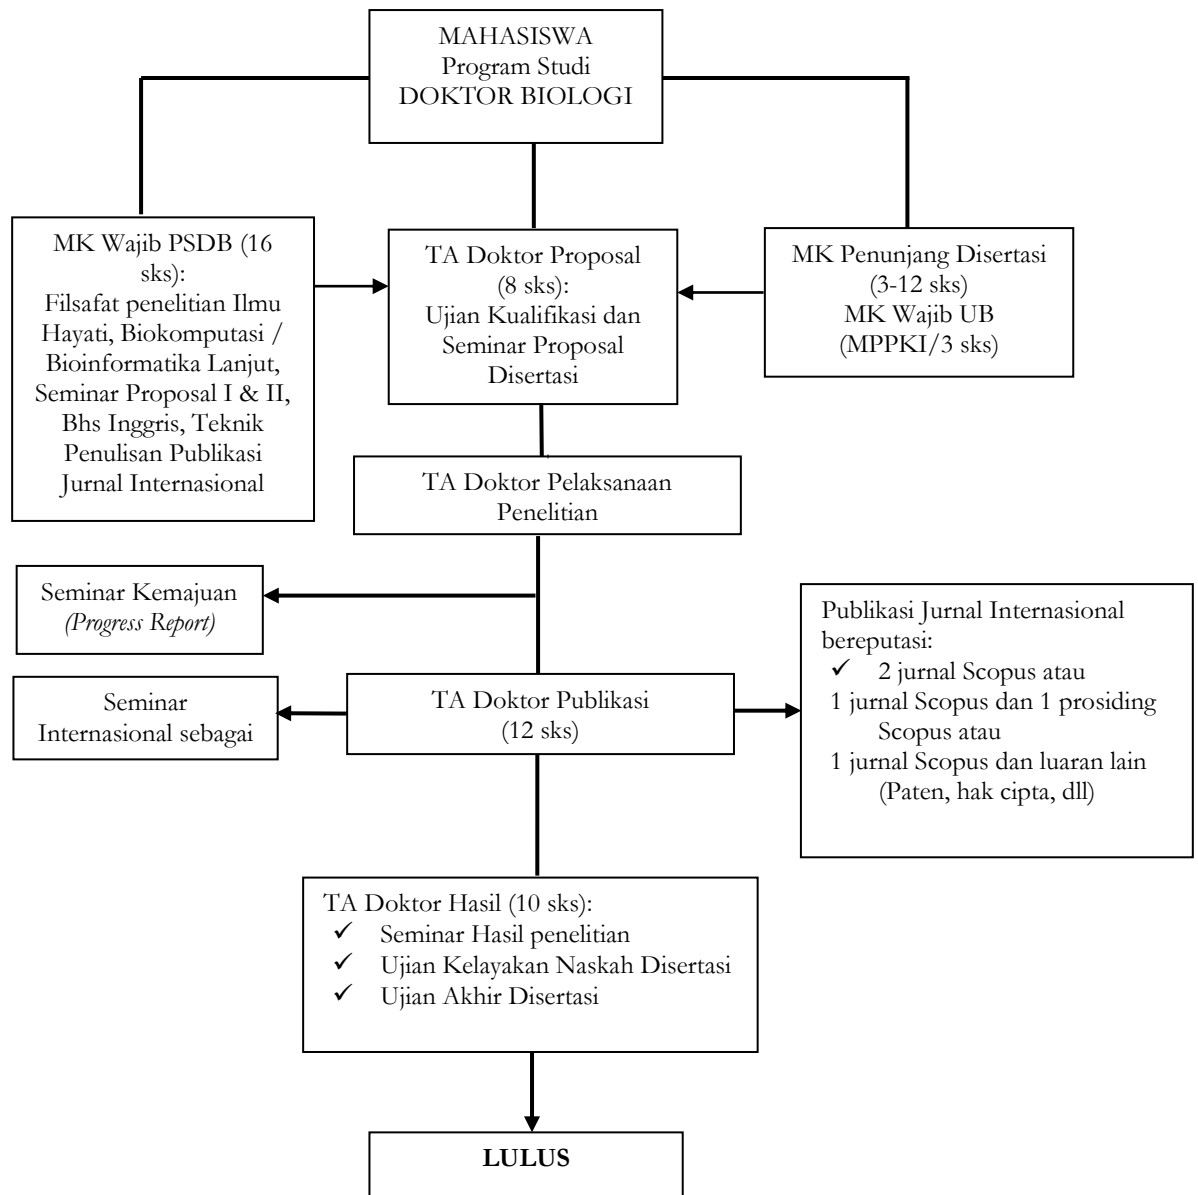 MAHASISWA
Program Studi
DOKTOR BIOLOGI
MK Wajib PSDB (16
sks):
Filsafat penelitian Ilmu
Hayati, Biokomputasi /
Bioinformatika Lanjut,
Seminar Proposal I & II,
Bhs Inggris, Teknik
Penulisan Publikasi
Jurnal Internasional
TA Doktor Proposal
(8 sks):
Ujian Kualifikasi dan
Seminar Proposal
Disertasi
MK Penunjang Disertasi
(3-12 sks)
MK Wajib UB
(MPPKI/3 sks)
TA Doktor Pelaksanaan
Penelitian
Seminar Kemajuan
(Progress Report)
Seminar
Internasional sebagai
TA Doktor Publikasi
(12 sks)
Publikasi Jurnal Internasional
bereputasi:
✓ 2 jurnal Scopus atau
1 jurnal Scopus dan 1 prosiding
Scopus atau
1 jurnal Scopus dan luaran lain
(Paten, hak cipta, dll)
TA Doktor Hasil (10 sks):
✓ Seminar Hasil penelitian
✓ Ujian Kelayakan Naskah Disertasi
✓ Ujian Akhir Disertasi
LULUS